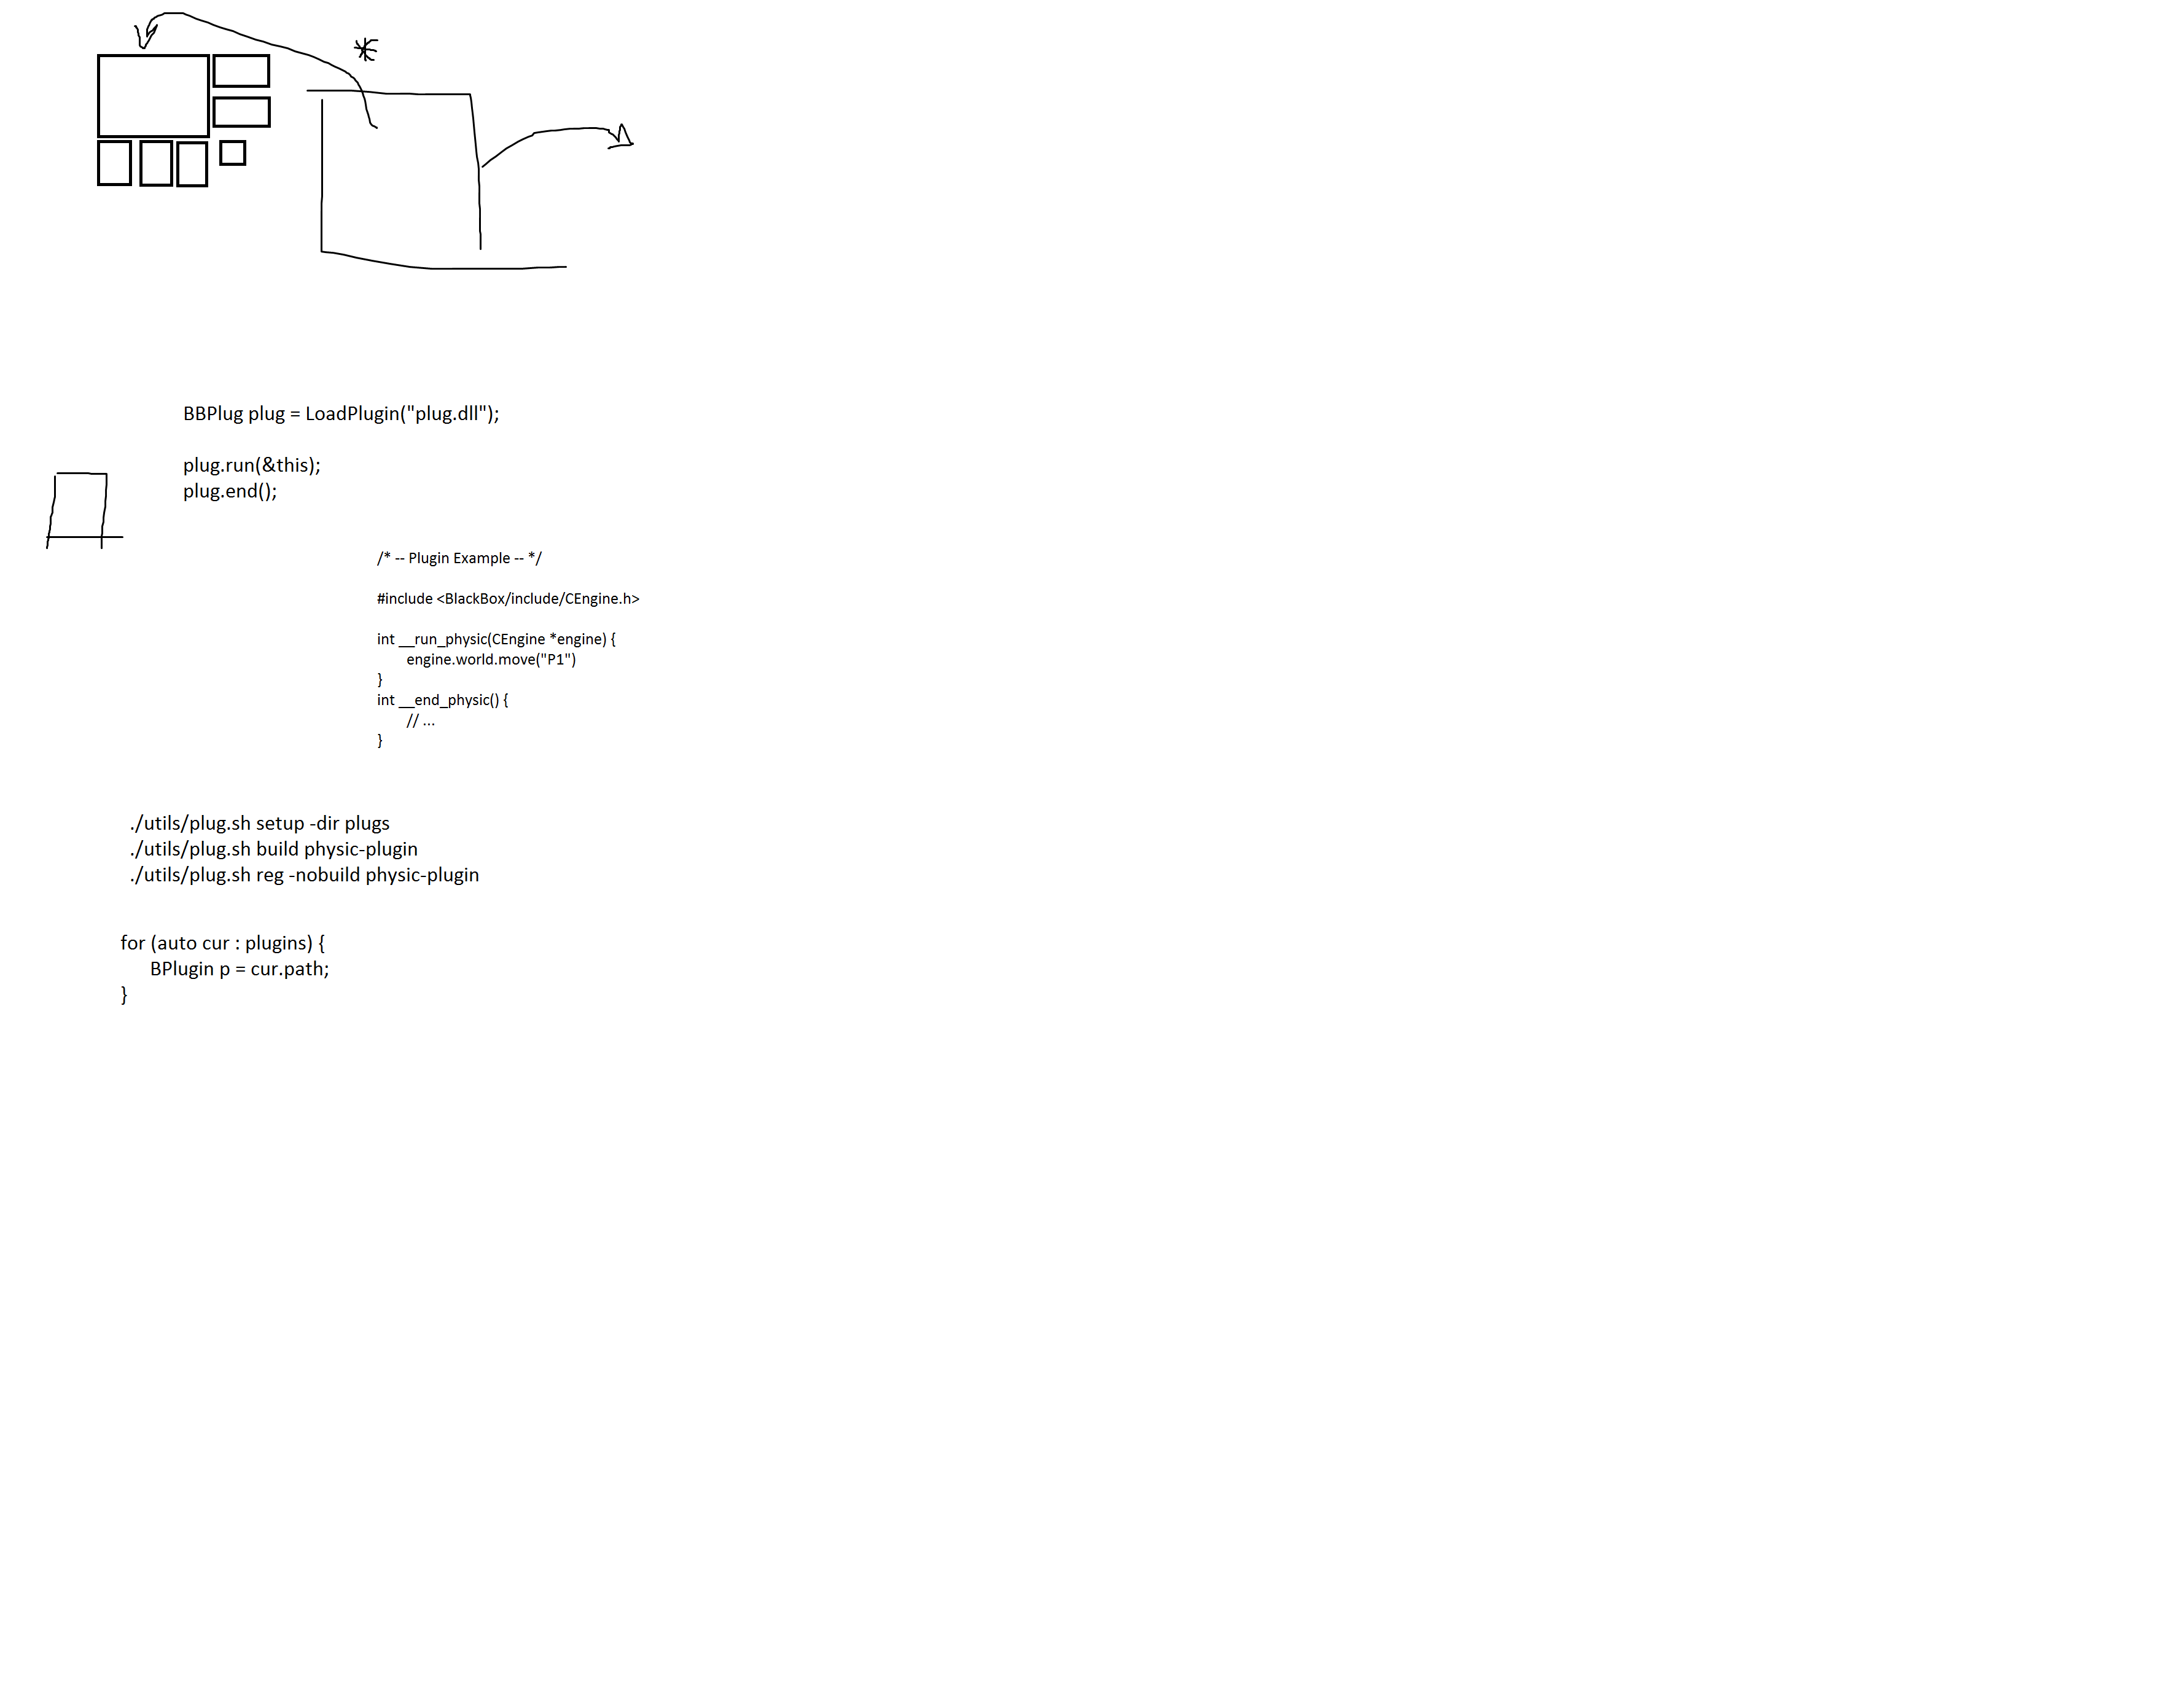 *
BBPlug plug = LoadPlugin("plug.dll");
plug.run(&this);
plug.end();
/* -- Plugin Example -- */
#include <BlackBox/include/CEngine.h>
int __run_physic(CEngine *engine) {
engine.world.move("P1")
}
int __end_physic() {
// ...
}
./utils/plug.sh setup -dir plugs
./utils/plug.sh build physic-plugin
./utils/plug.sh reg -nobuild physic-plugin
for (auto cur : plugins) {
BPlugin p = cur.path;
}